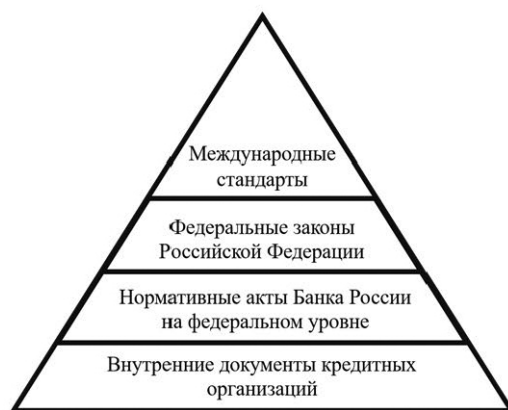 Международные
стандарты
Федеральные законы
Российской Федерации
Нормативные акты Банка России
на федеральном уровне
Внутренние документы кредитных
организаций